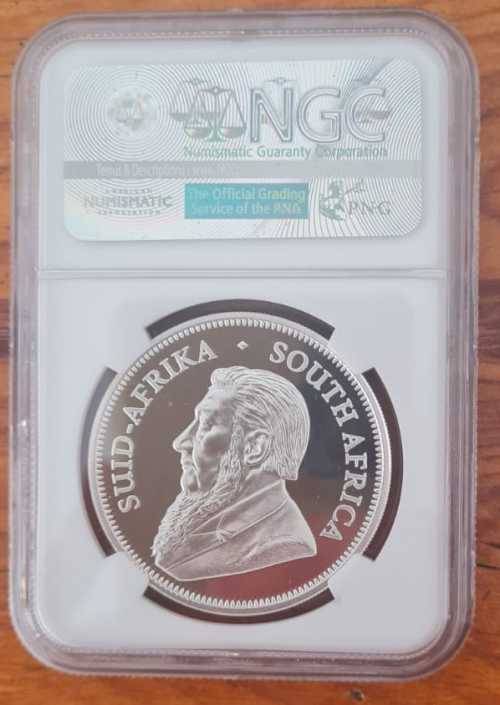 NGC
Numismatic Guaranty Corporation
AMERICAN
NUMISMATIC
ASSOCIATION
The Official Grading
Service of the PNG
PNG
SUID-AFRIKA
SOUTH AFRICA